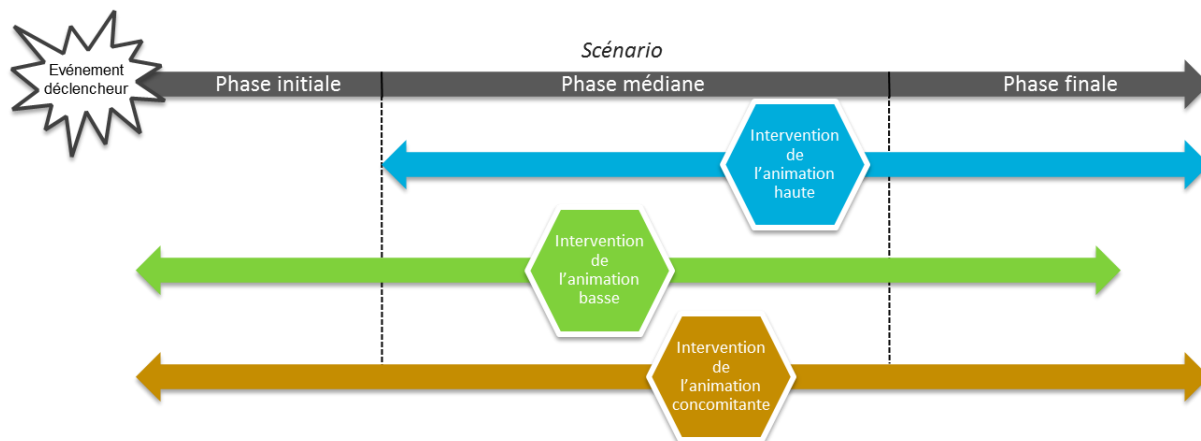 Scénario
Evénement
déclencheur
Phase initiale
Phase médiane
Phase finale
Intervention
de
l'animation
haute
Intervention
de
l'animation
basse
Intervention
de
l'animation
concomitante